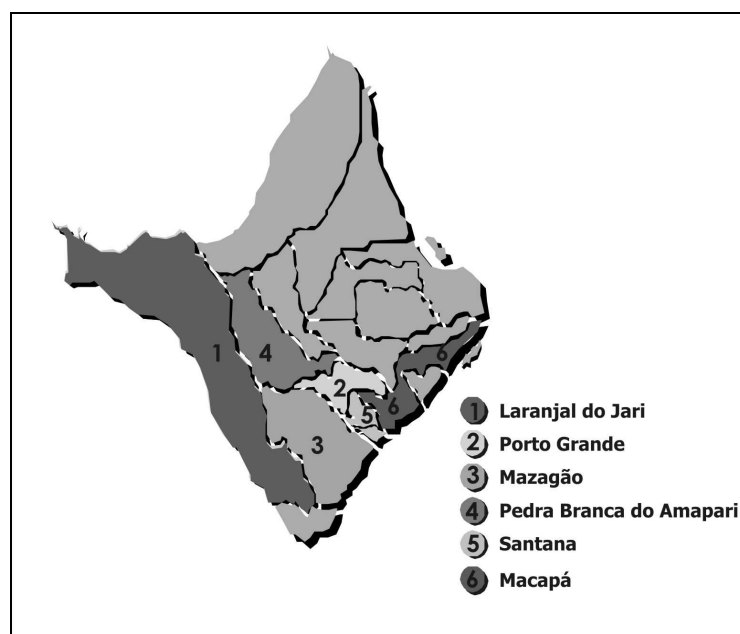 1
4
2
6
6
5
3
1 Laranjal do Jari
2 Porto Grande
3 Mazagão
4 Pedra Branca do Amapari
5 Santana
6 Macapá